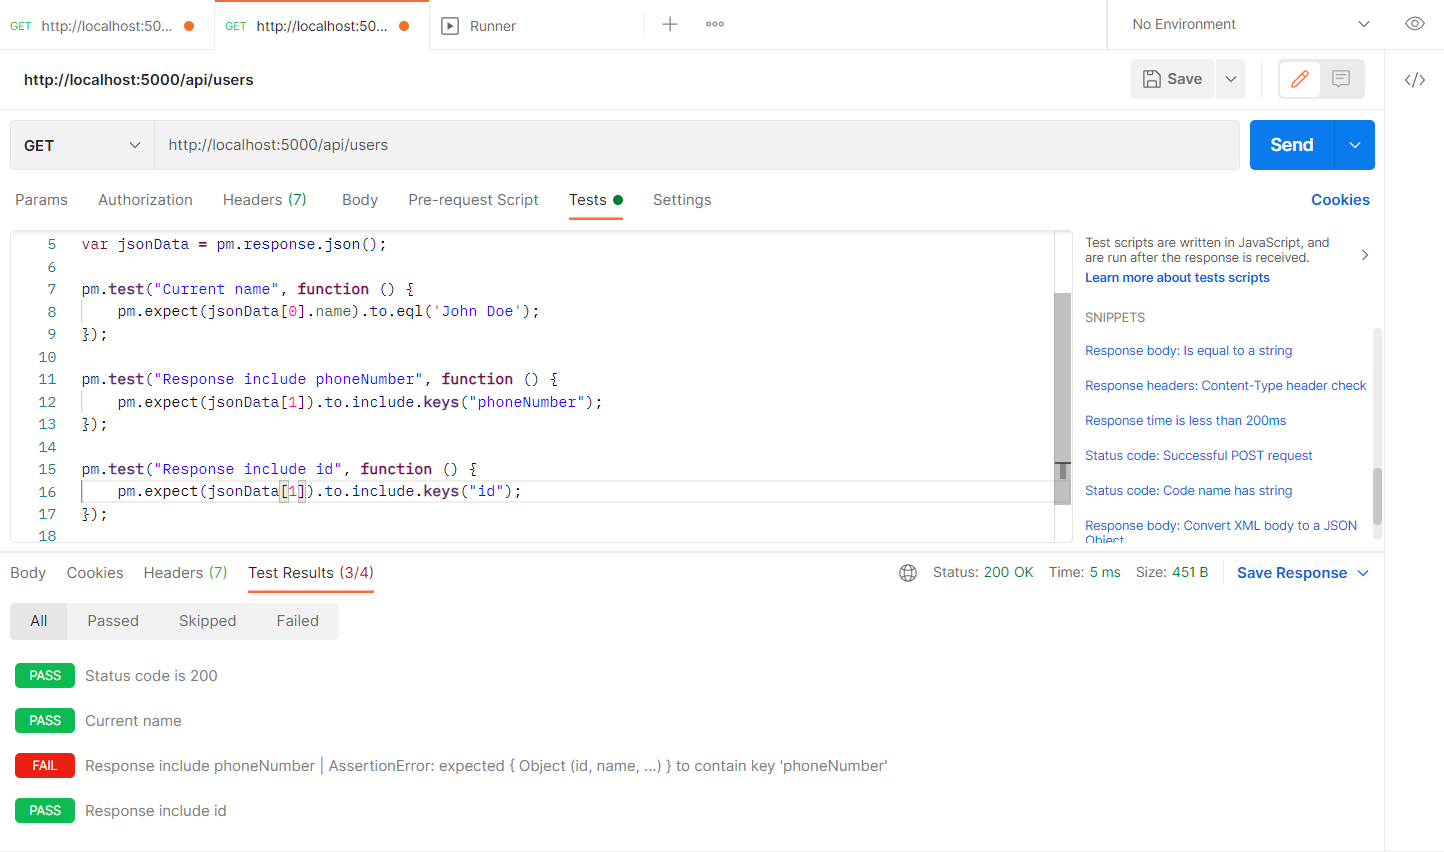 GET http://localhost:50... GET http://localhost:50... Runner No Environment
http://localhost:5000/api/users Save
GET http://localhost:5000/api/users Send
Params Authorization Headers (7) Body Pre-request Script Tests Settings Cookies
5 var jsonData = pm.response.json();
6
7 pm.test("Current name", function () {
8 pm.expect(jsonData[0].name).to.eql('John Doe');
9 });
10
11 pm.test("Response include phoneNumber", function () {
12 pm.expect(jsonData[1]).to.include.keys("phoneNumber");
13 });
14
15 pm.test("Response include id", function () {
16 pm.expect(jsonData[1]).to.include.keys("id");
17 });
18
Test scripts are written in JavaScript, and
are run after the response is received.
Learn more about tests scripts
SNIPPETS
Response body: Is equal to a string
Response headers: Content-Type header check
Response time is less than 200ms
Status code: Successful POST request
Status code: Code name has string
Response body: Convert XML body to a JSON
Object
Body Cookies Headers (7) Test Results (3/4) Status: 200 OK Time: 5 ms Size: 451 B Save Response
All Passed Skipped Failed
PASS Status code is 200
PASS Current name
FAIL Response include phoneNumber | AssertionError: expected { Object (id, name, ...) } to contain key 'phoneNumber'
PASS Response include id